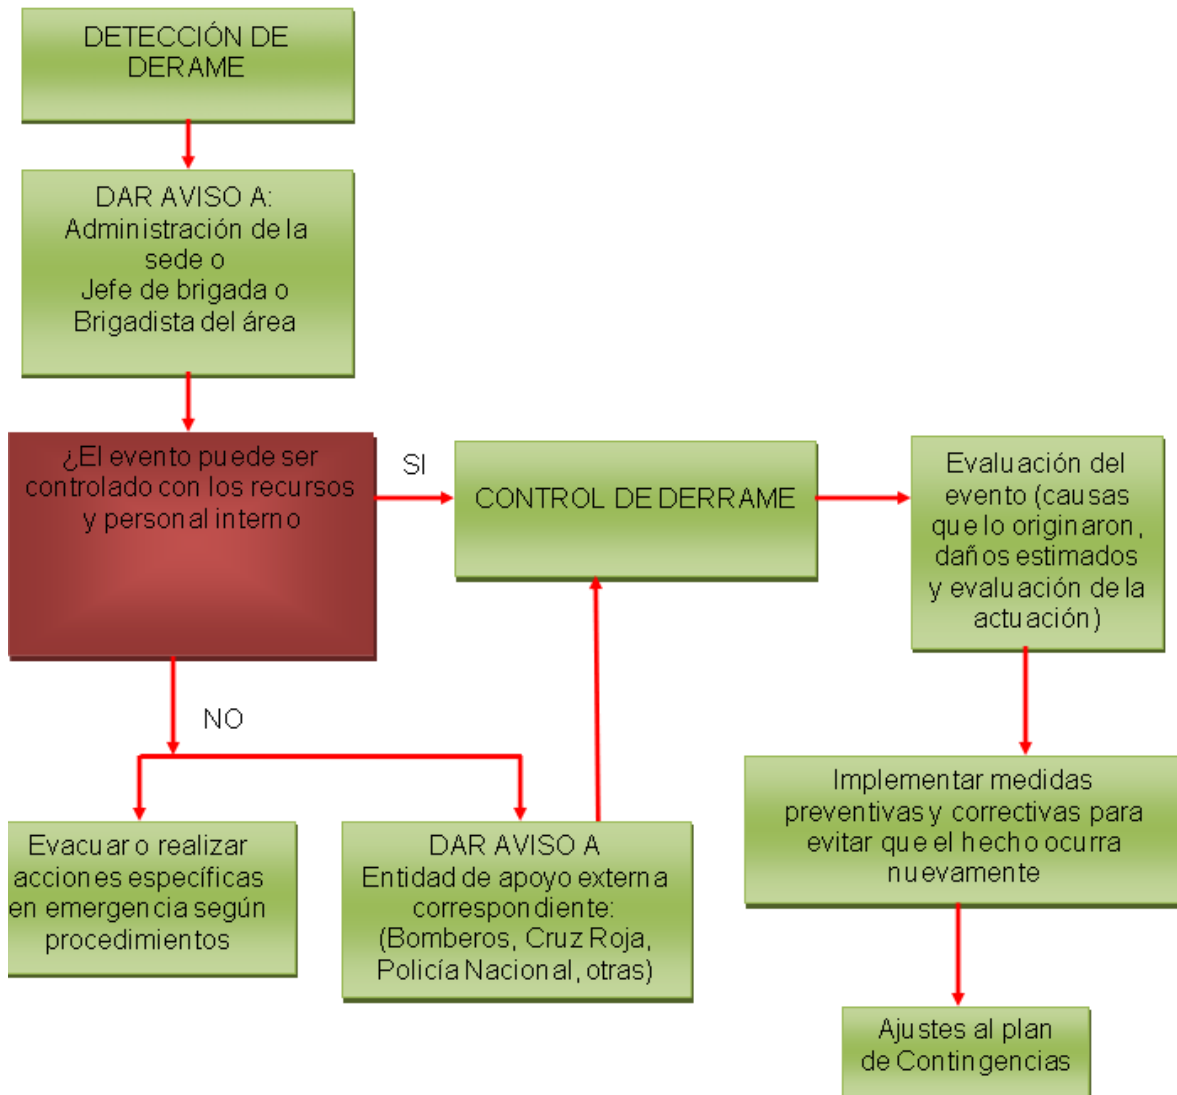 DETECCIÓN DE
DERAME
DAR AVISO A:
Administración de la
sede o
Jefe de brigada o
Brigadista del área
¿El evento puede ser
controlado con los recursos
y personal interno
SI
CONTROL DE DERRAME
Evaluación del
evento (causas
que lo originaron,
daños estimados
y evaluación de la
actuación)
NO
Evacuar o realizar
acciones específicas
en emergencia según
procedimientos
DAR AVISO A
Entidad de apoyo externa
correspondiente:
(Bomberos, Cruz Roja,
Policía Nacional, otras)
Implementar medidas
preventivas y correctivas para
evitar que el hecho ocurra
nuevamente
Ajustes al plan
de Contingencias